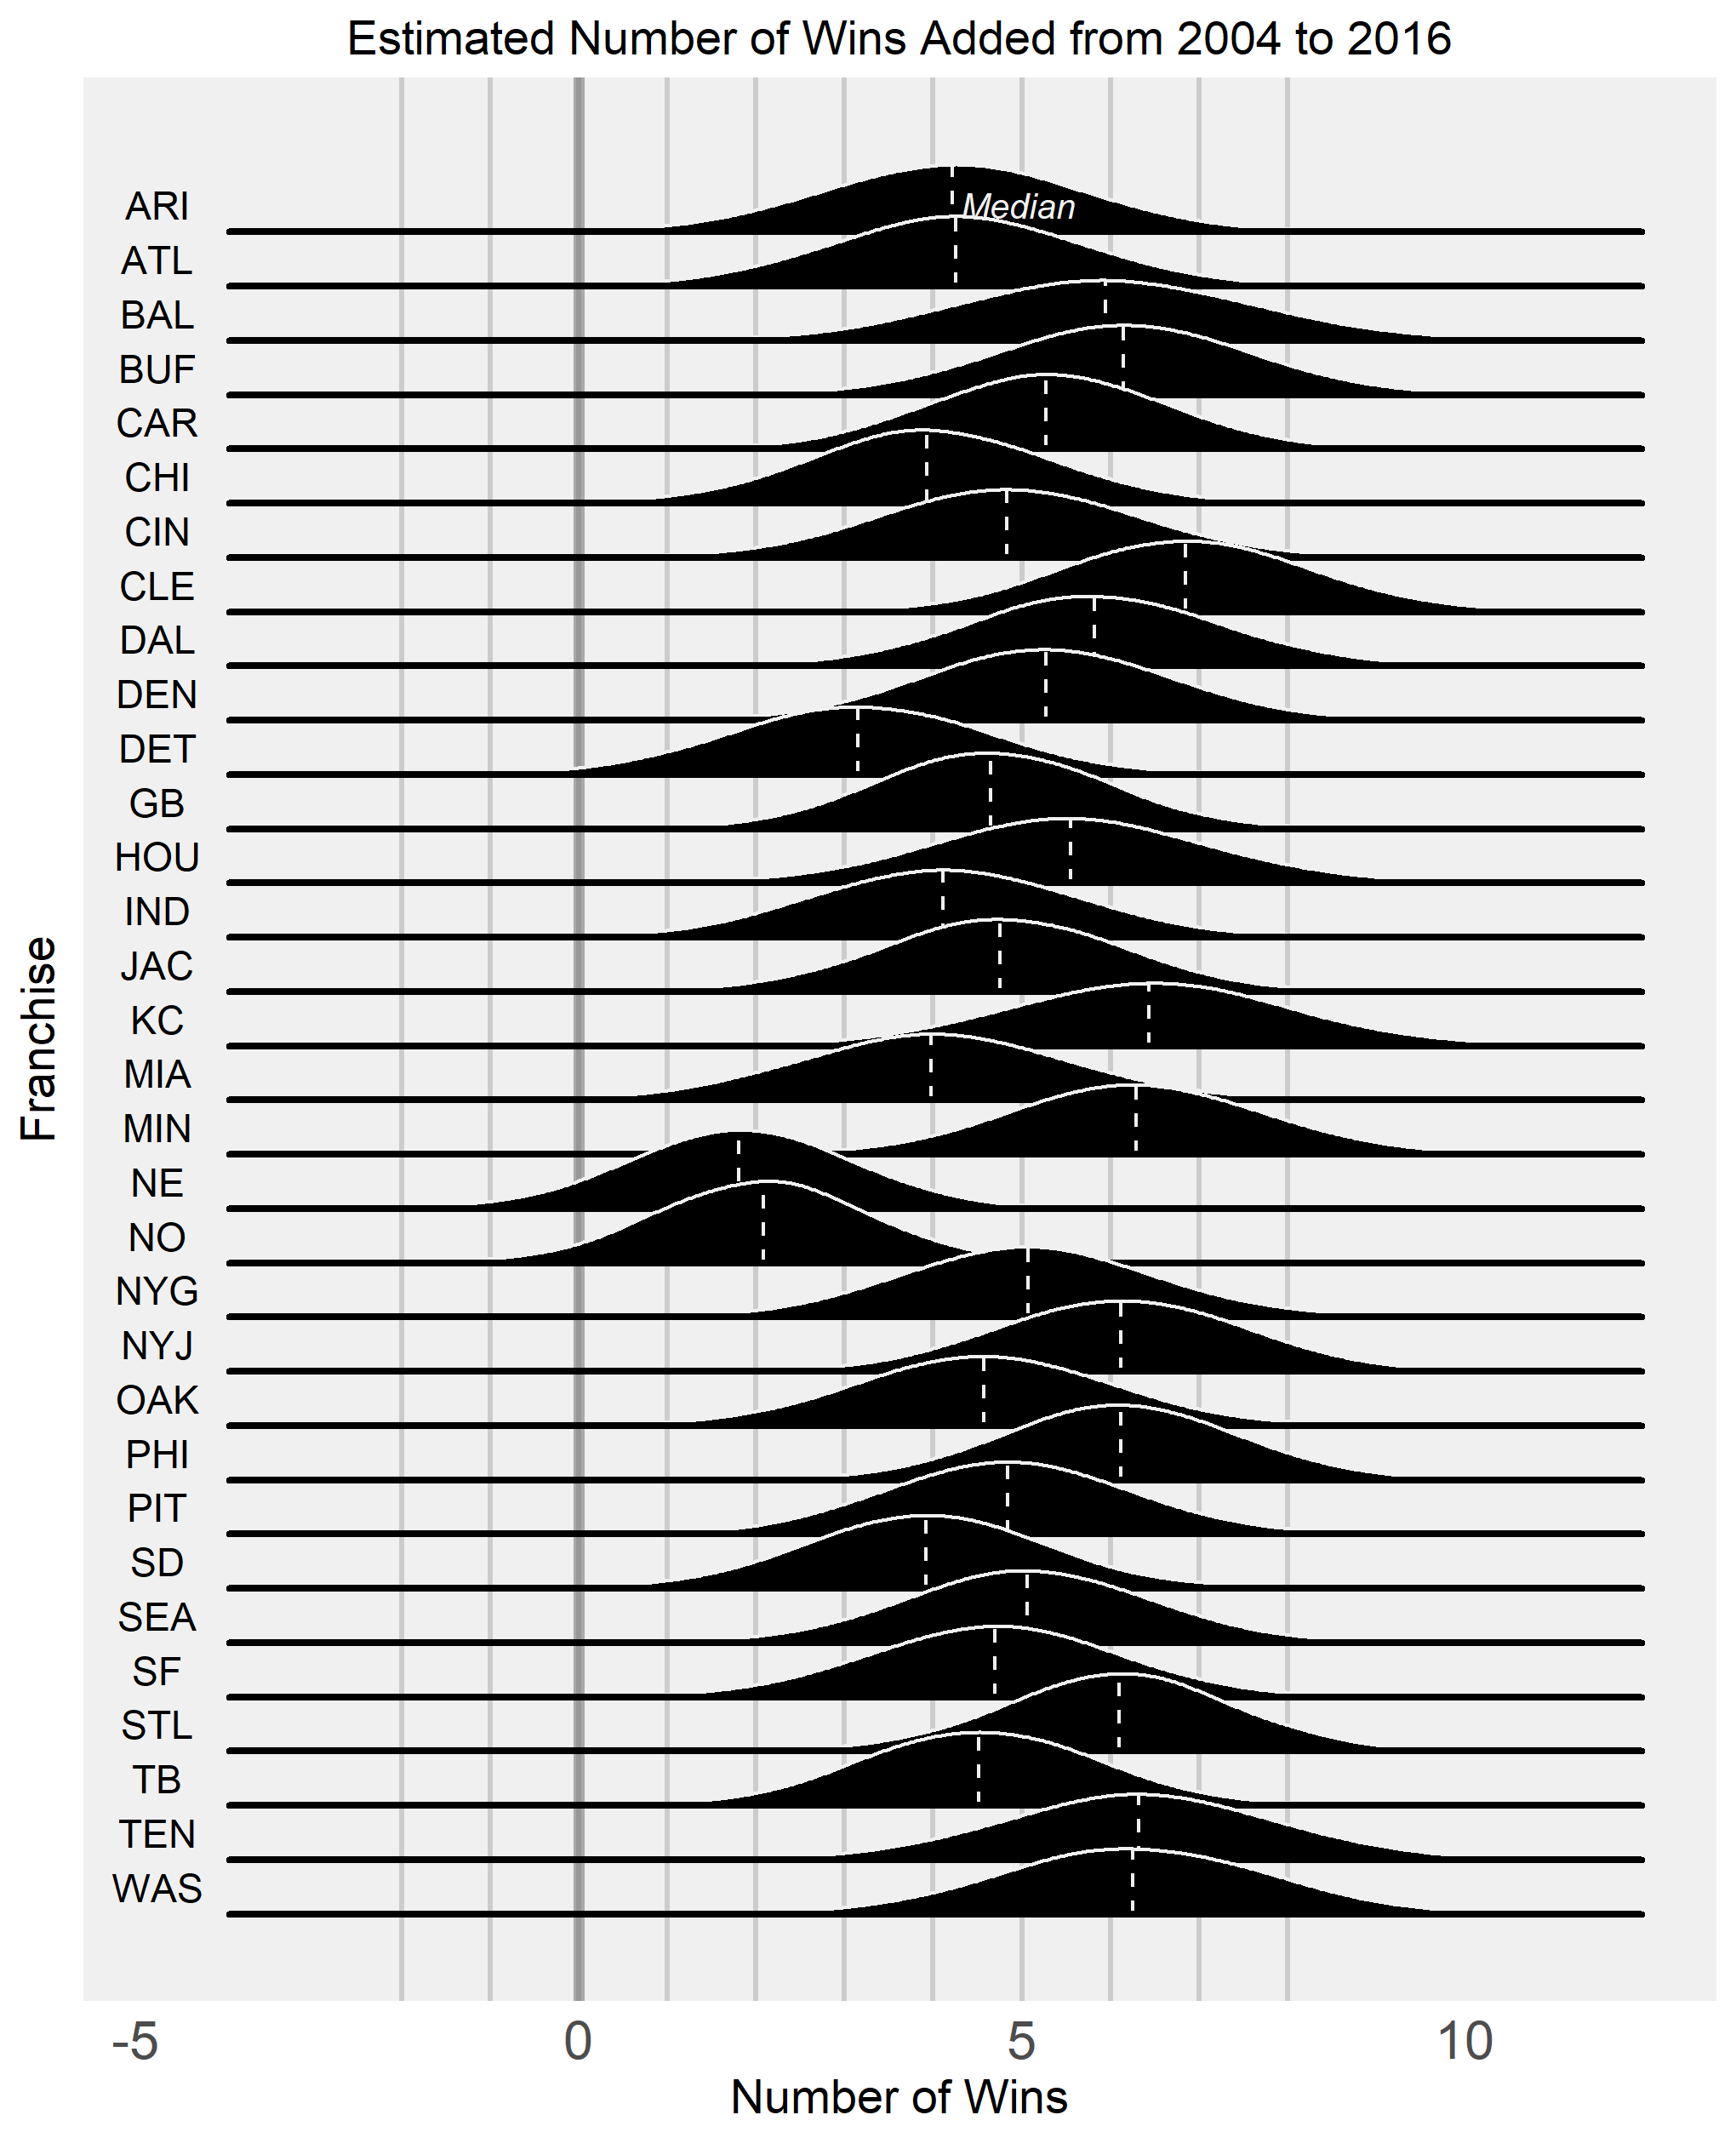 Estimated Number of Wins Added from 2004 to 2016
ARI
Median
ATL
BAL
BUF
CAR
CHI
CIN
CLE
DAL
DEN
DET
GB
HOU
IND
JAC
KC
MIA
MIN
NE
NO
NYG
NYJ
OAK
PHI
PIT
SD
SEA
SF
STL
TB
TEN
WAS
Franchise
-5 0 5 10
Number of Wins